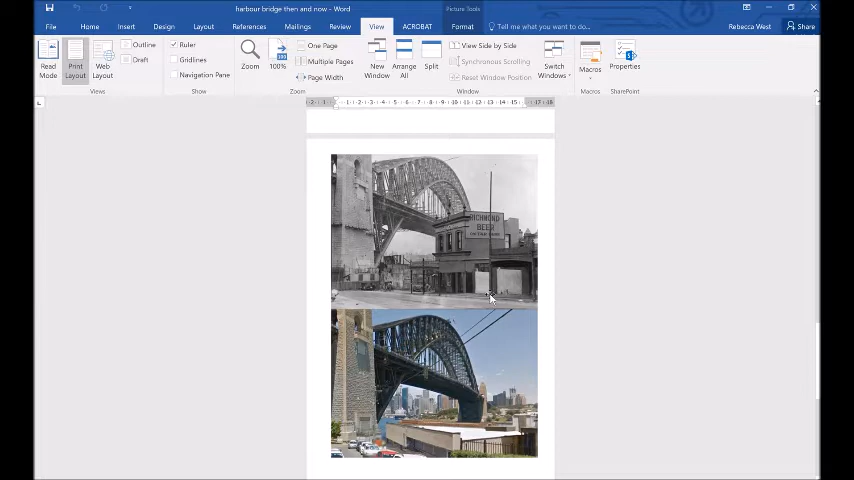 harbour bridge then and now - Word
Picture Tools
File Home Insert Design Layout References Mailings Review View ACROBAT Format Tell me what you want to do... Rebecca West Share
Read Mode
Print Layout
Web Layout
Outline
Draft
Views
Ruler
Gridlines
Navigation Pane
Show
Zoom
100%
One Page
Multiple Pages
Page Width
Zoom
New Window
Arrange All
Split
View Side by Side
Synchronous Scrolling
Reset Window Position
Window
Switch Windows
Macros
Macros
Properties
SharePoint
RICHMOND
BEER